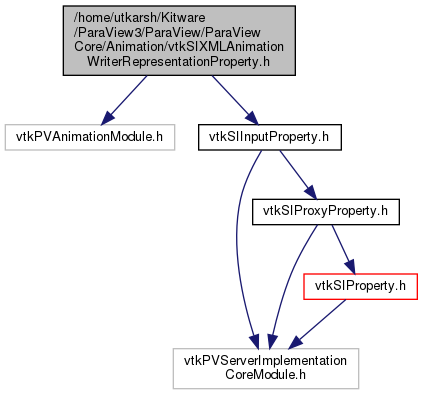 /home/utkarsh/Kitware
/ParaView3/ParaView/ParaView
Core/Animation/vtkSIXMLAnimation
WriterRepresentationProperty.h
vtkPVAnimationModule.h
vtkSIInputProperty.h
vtkSIProxyProperty.h
vtkSIProperty.h
vtkPVServerImplementation
CoreModule.h